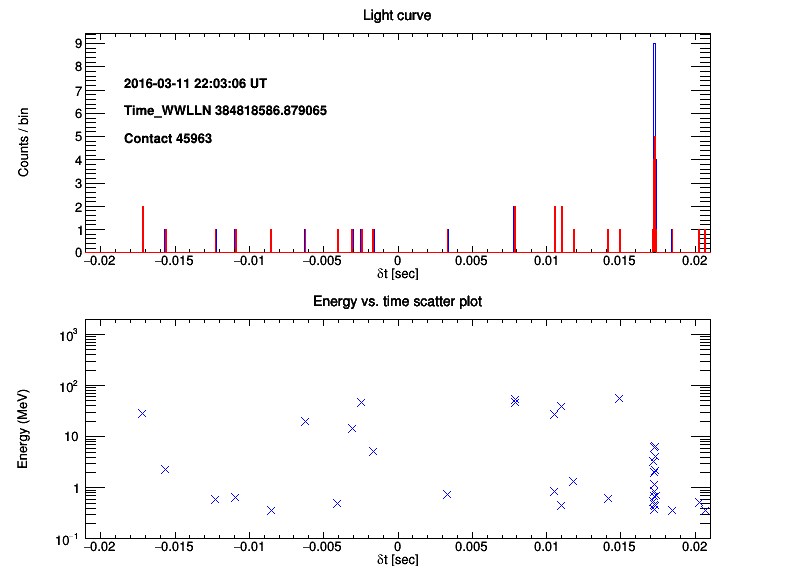 Light curve
Counts / bin
9
8
7
6
5
4
3
2
1
0
2016-03-11 22:03:06 UT
Time_WWLLN 384818586.879065
Contact 45963
−0.02 −0.015 −0.01 −0.005 0 0.005 0.01 0.015 0.02
δt [sec]
Energy vs. time scatter plot
Energy (MeV)
10³
10²
10
1
10⁻¹
−0.02 −0.015 −0.01 −0.005 0 0.005 0.01 0.015 0.02
δt [sec]